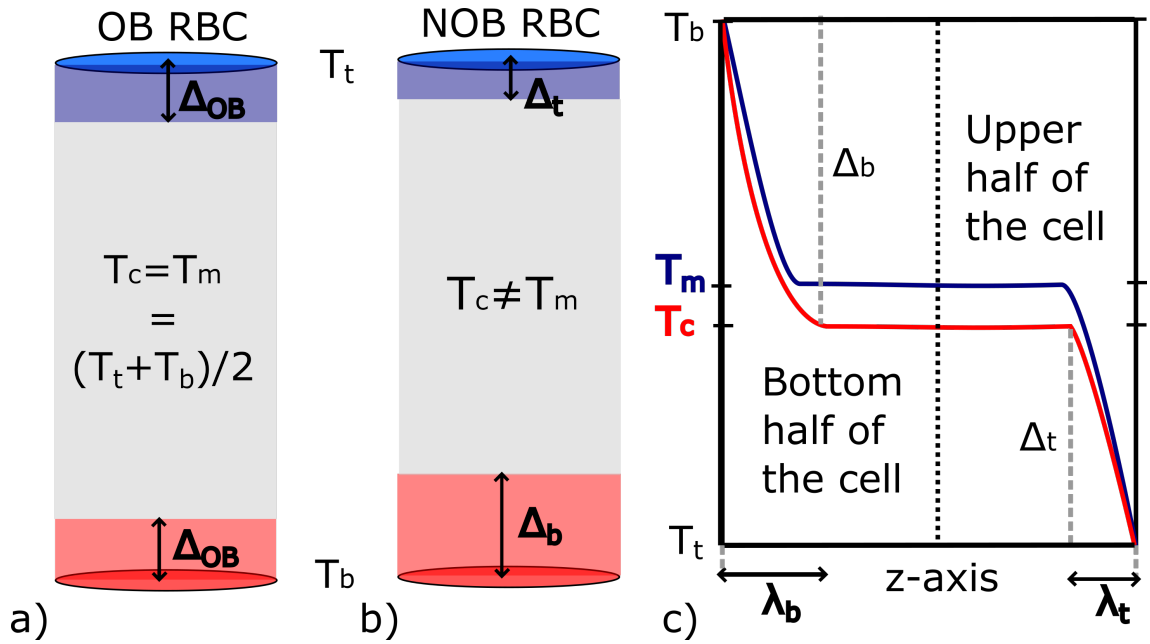 OB RBC
ΔOB
Tc=Tm
=
(Tt+Tb)/2
ΔOB
a)
NOB RBC
Tt
Δt
Tc≠Tm
Δb
Tb
b)
Tb
Δb
Upper
half of
the cell
Tm
Tc
Bottom
half of
the cell
Δt
Tt
λb
z-axis
λt
c)